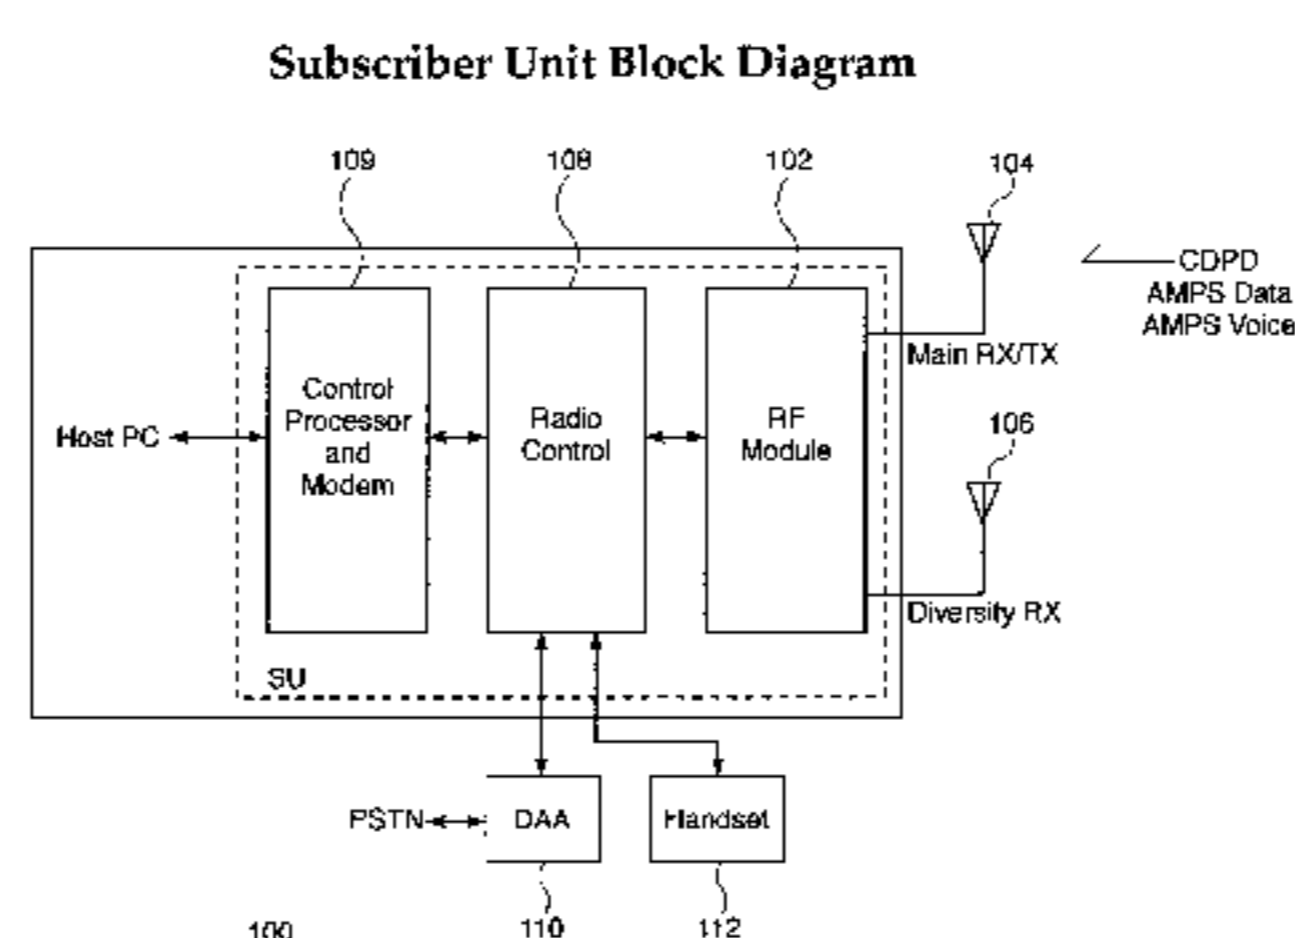 Subscriber Unit Block Diagram
109
108
102
104
CDPD
AMPS Data
AMPS Voice
Main RX/TX
Control
Processor
and
Modem
Radio
Control
RF
Module
Host PC
106
Diversity RX
SU
PSTN
DAA
Handset
100
110
112